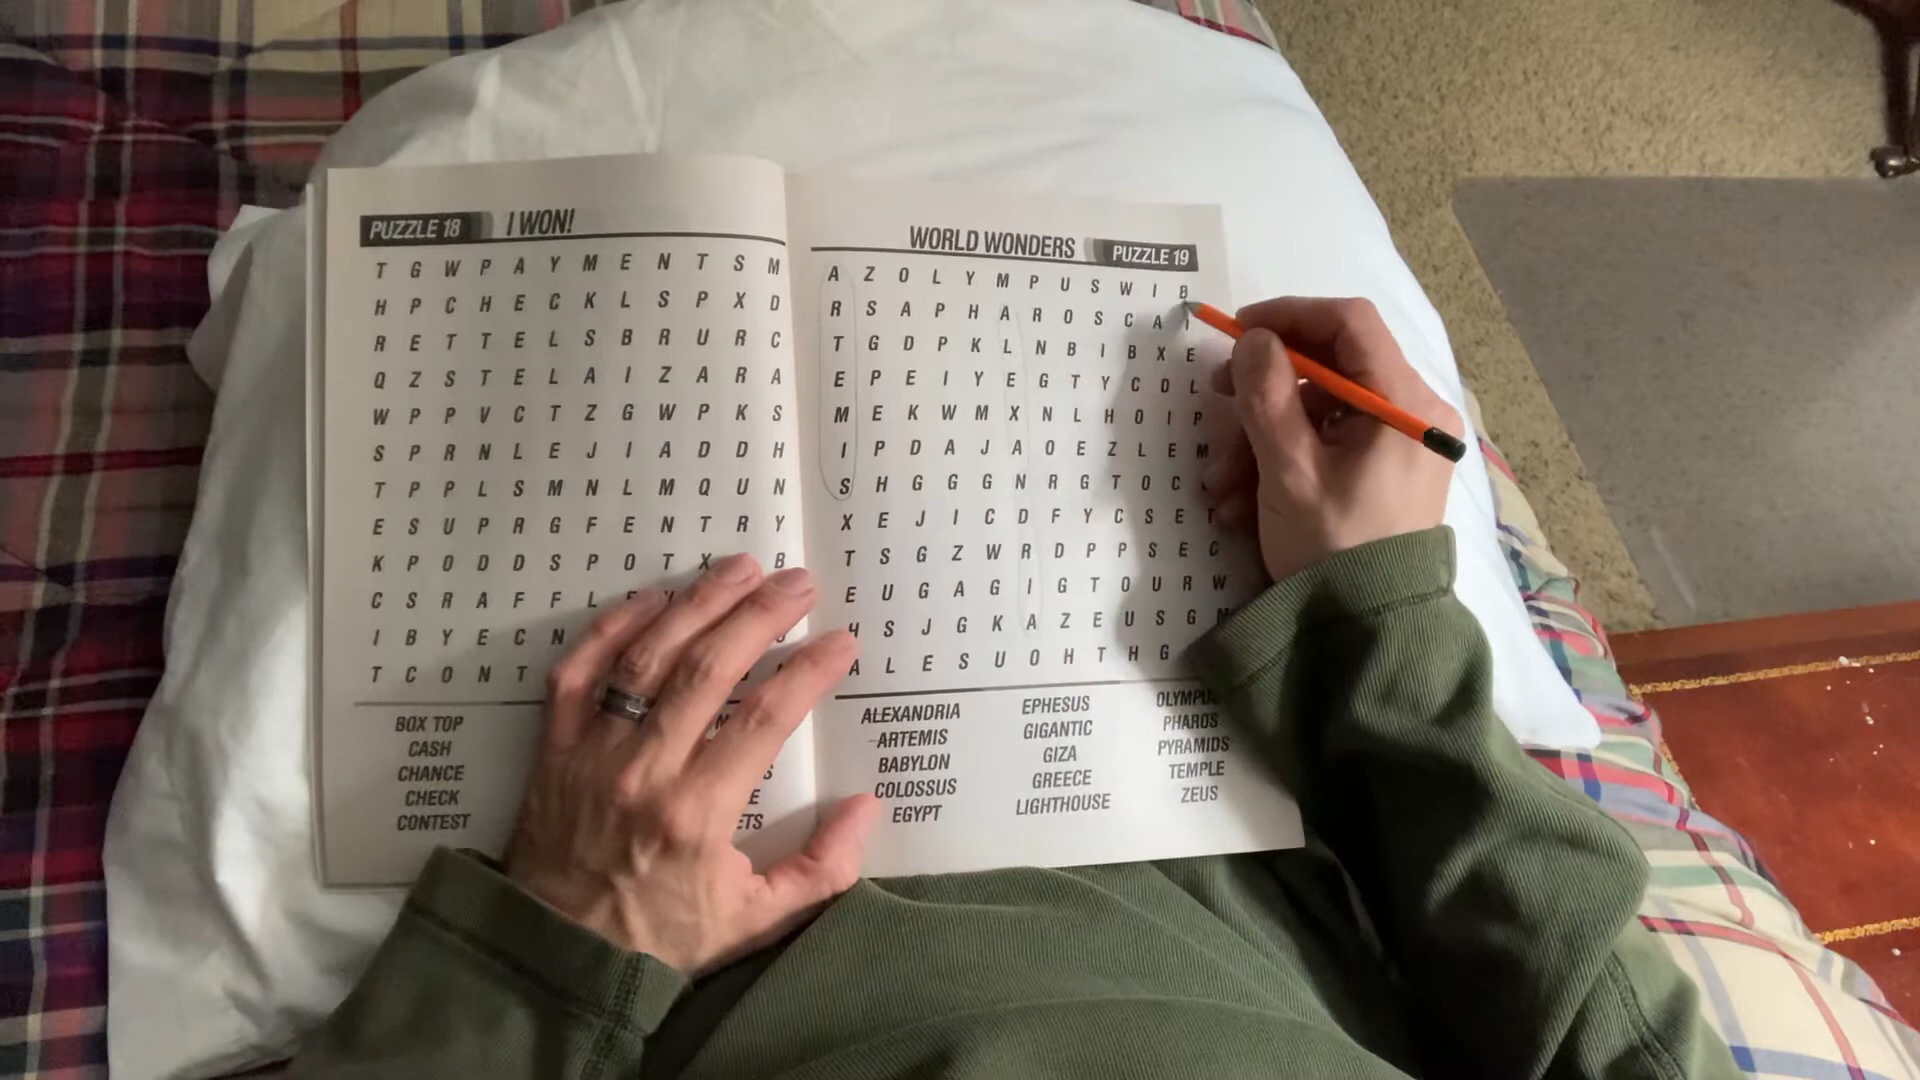 PUZZLE 18 I WON!
T G W P A Y M E N T S M
H P C H E C K L S P X D
R E T T E L S B R U R C
Q Z S T E L A I Z A R A
W P P V C T Z G W P K S
S P R N L E J I A D D H
T P P L S M N L M Q U N
E S U P R G F E N T R Y
K P O D D S P O T X B
C S R A F F L
I B Y E C N
T C O N T
BOX TOP
CASH
CHANCE
CHECK
CONTEST
WORLD WONDERS PUZZLE 19
A Z O L Y M P U S W I B
R S A P H A R O S C A
T G D P K L N B I B X E
E P E I Y E G T Y C D L
M E K W M X N L H O I P
I P D A J A O E Z L E M
S H G G G N R G T O C
X E J I C D F Y C S E
T S G Z W R D P P S E C
E U G A G I G T O U R W
H S J G K A Z E U S G M
A L E S U O H T H G
ALEXANDRIA
ARTEMIS
BABYLON
COLOSSUS
EGYPT
EPHESUS
GIGANTIC
GIZA
GREECE
LIGHTHOUSE
OLYMPUS
PHAROS
PYRAMIDS
TEMPLE
ZEUS